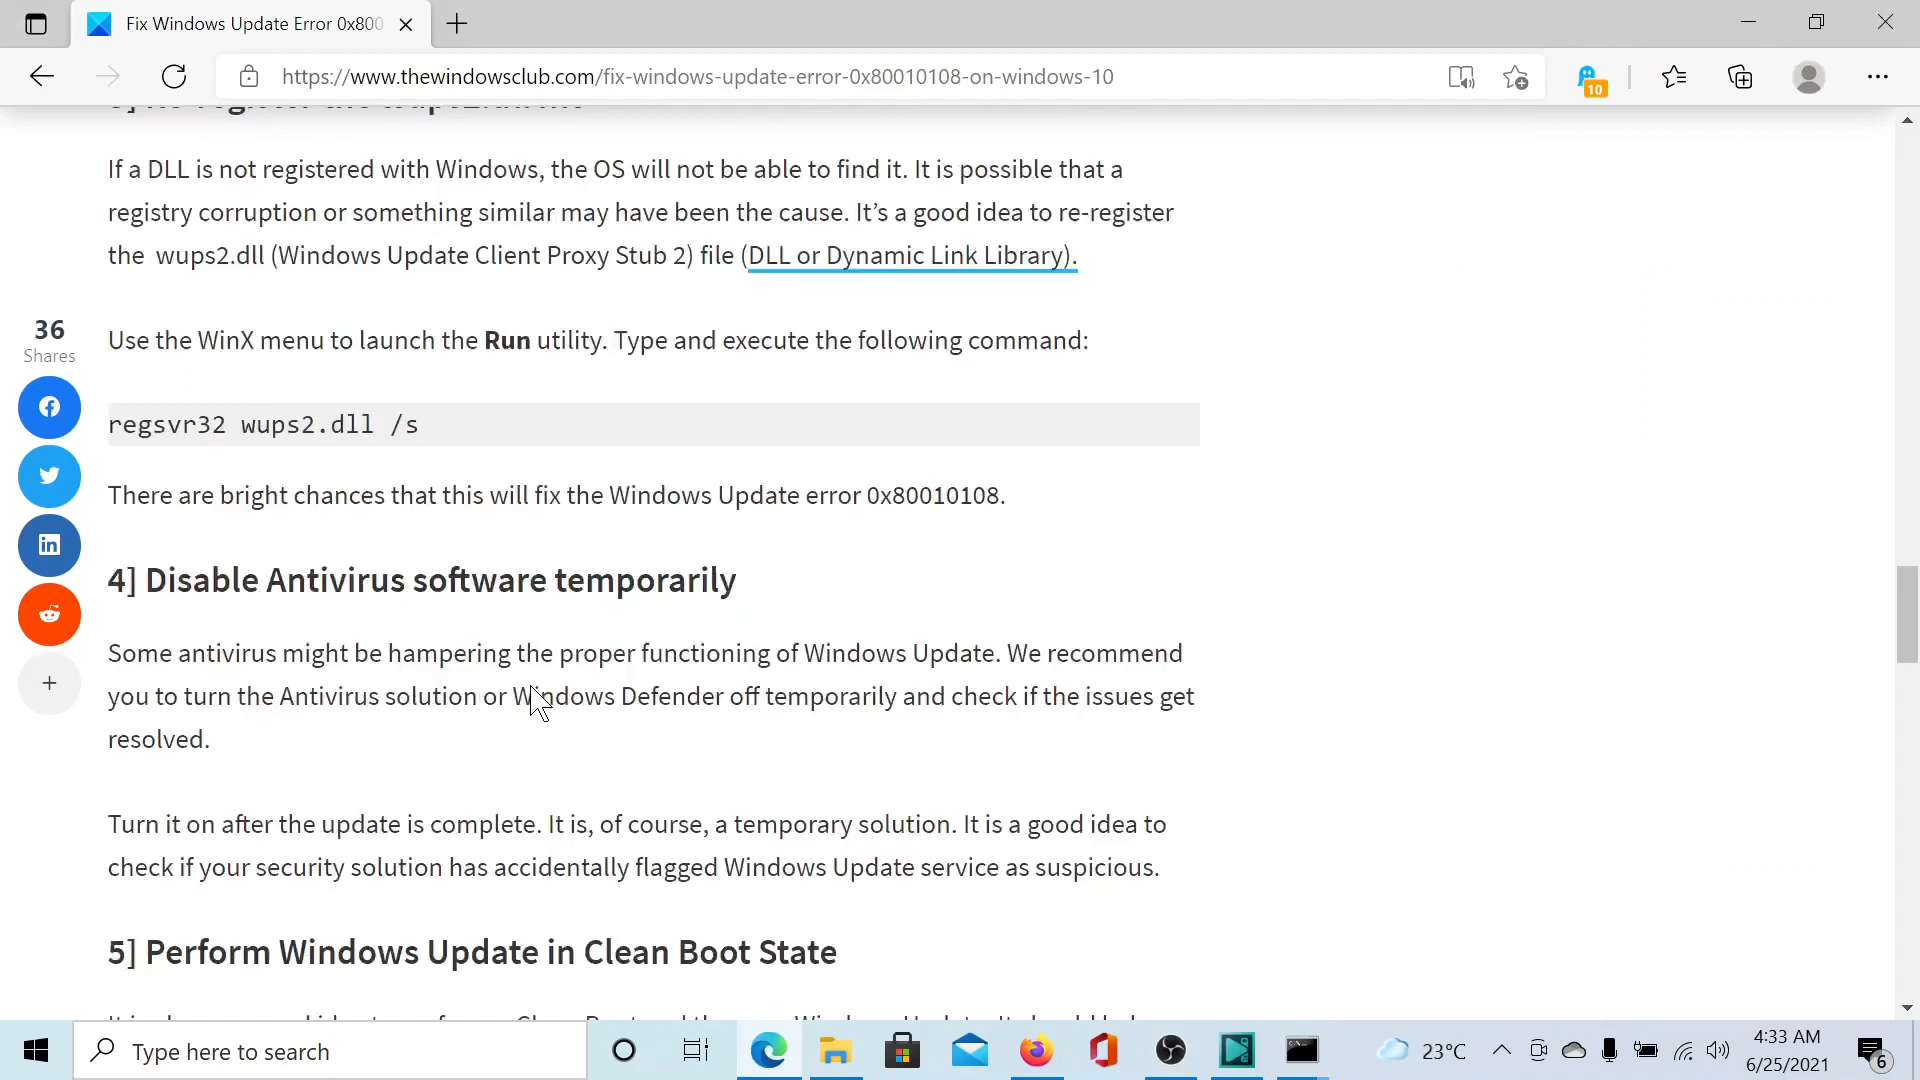 Fix Windows Update Error 0x800
https://www.thewindowsclub.com/fix-windows-update-error-0x80010108-on-windows-10
10
If a DLL is not registered with Windows, the OS will not be able to find it. It is possible that a
registry corruption or something similar may have been the cause. It’s a good idea to re-register
the wups2.dll (Windows Update Client Proxy Stub 2) file (DLL or Dynamic Link Library).
36
Shares
Use the WinX menu to launch the Run utility. Type and execute the following command:
regsvr32 wups2.dll /s
There are bright chances that this will fix the Windows Update error 0x80010108.
in
4] Disable Antivirus software temporarily
Some antivirus might be hampering the proper functioning of Windows Update. We recommend
you to turn the Antivirus solution or Windows Defender off temporarily and check if the issues get
resolved.
Turn it on after the update is complete. It is, of course, a temporary solution. It is a good idea to
check if your security solution has accidentally flagged Windows Update service as suspicious.
5] Perform Windows Update in Clean Boot State
Type here to search
23°C
4:33 AM
6/25/2021
6